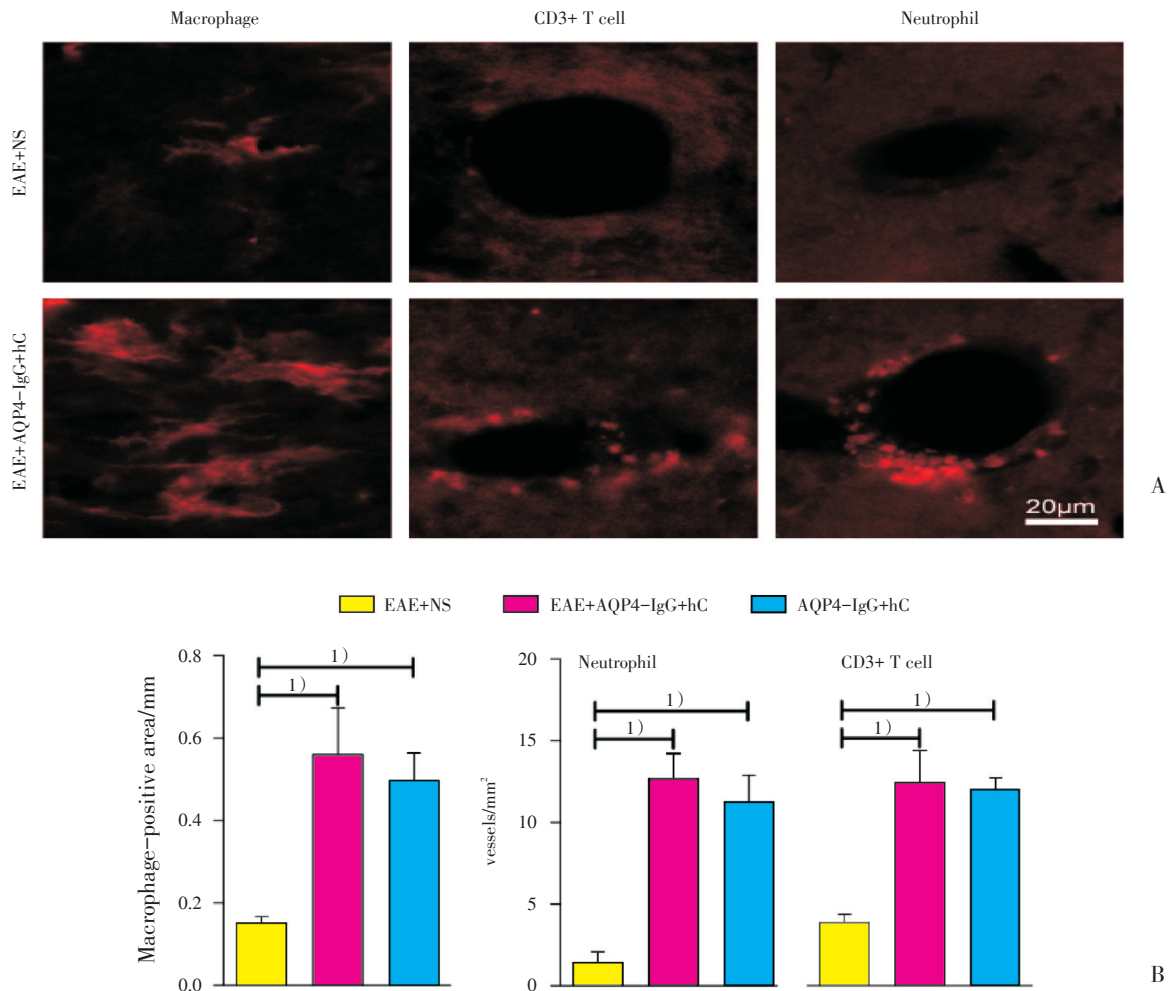 Macrophage
CD3+ T cell
Neutrophil
EAE+NS
EAE+AQP4-IgG+hC
20μm
A
EAE+NS
EAE+AQP4-IgG+hC
AQP4-IgG+hC
Macrophage-positive area/mm
0.8
0.6
0.4
0.2
0.0
1)
1)
vessels/mm²
20
15
10
5
0
Neutrophil
1)
1)
CD3+ T cell
1)
1)
B